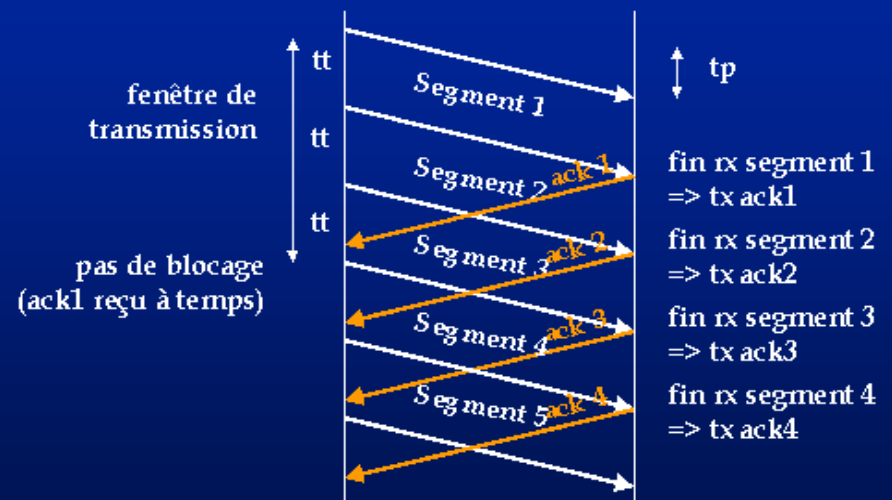 tt
tp
Segment 1
fenêtre de
transmission
tt
ack 1
fin rx segment 1
=> tx ack1
Segment 2
tt
ack 2
fin rx segment 2
=> tx ack2
Segment 3
pas de blocage
(ack1 reçu à temps)
ack 3
fin rx segment 3
=> tx ack3
Segment 4
ack 4
fin rx segment 4
=> tx ack4
Segment 5